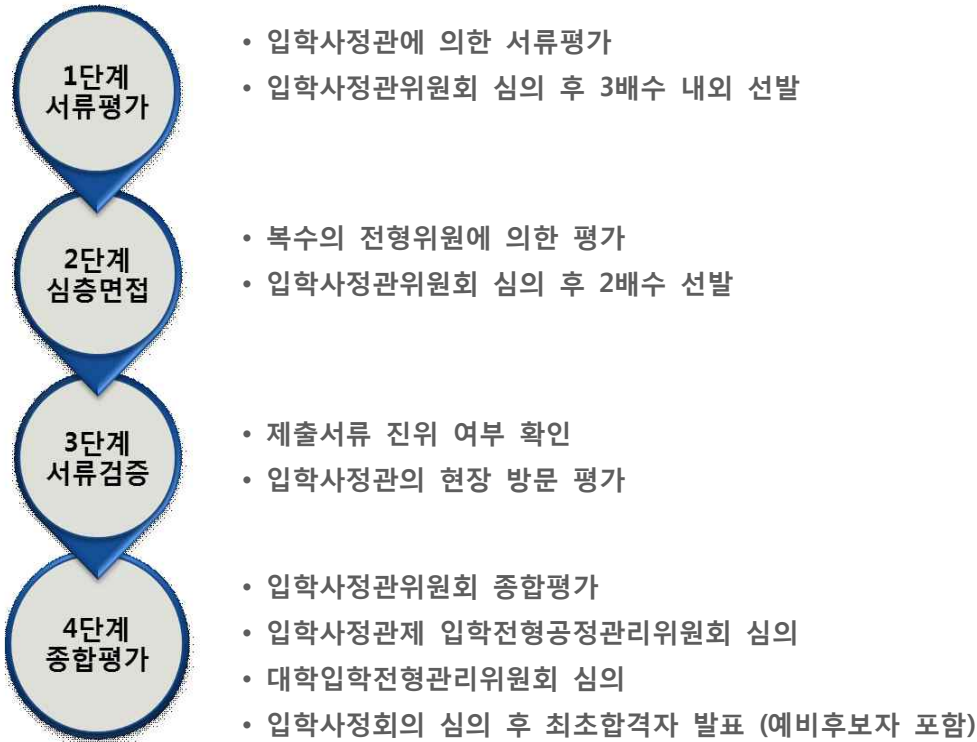 1단계
서류평가
• 입학사정관에 의한 서류평가
• 입학사정관위원회 심의 후 3배수 내외 선발
2단계
심층면접
• 복수의 전형위원에 의한 평가
• 입학사정관위원회 심의 후 2배수 선발
3단계
서류검증
• 제출서류 진위 여부 확인
• 입학사정관의 현장 방문 평가
4단계
종합평가
• 입학사정관위원회 종합평가
• 입학사정관제 입학전형공정관리위원회 심의
• 대학입학전형관리위원회 심의
• 입학사정회의 심의 후 최초합격자 발표 (예비후보자 포함)